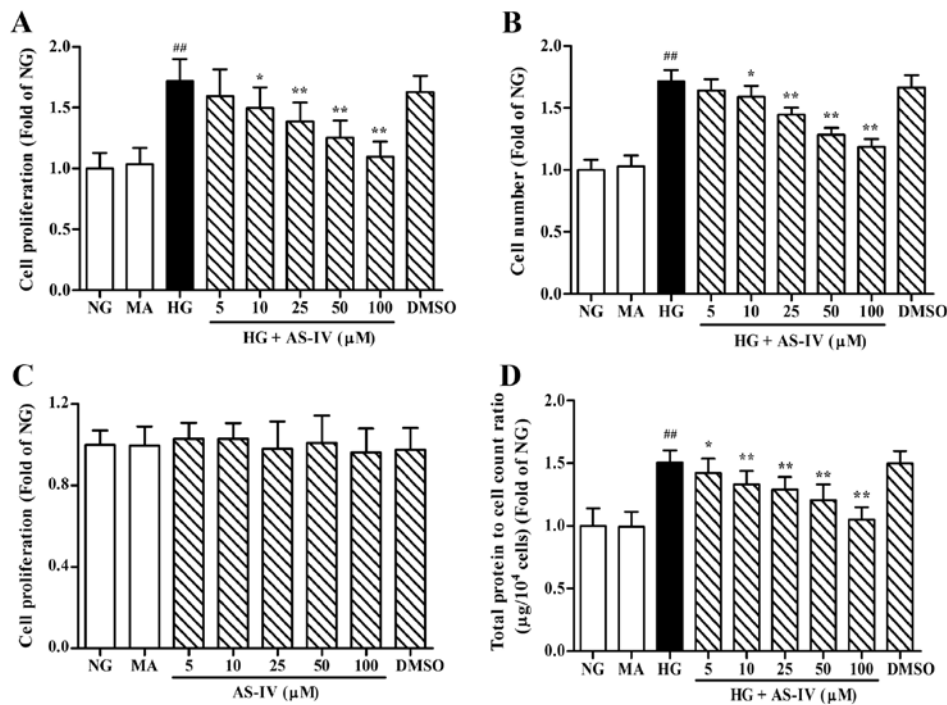 A
Cell proliferation (Fold of NG)
2.0
1.5
1.0
0.5
0.0
##
*
**
**
**
NG MA HG 5 10 25 50 100 DMSO
HG + AS-IV (μM)
B
Cell number (Fold of NG)
2.0
1.5
1.0
0.5
0.0
##
*
**
**
**
NG MA HG 5 10 25 50 100 DMSO
HG + AS-IV (μM)
C
Cell proliferation (Fold of NG)
1.2
0.8
0.4
0.0
NG MA 5 10 25 50 100 DMSO
AS-IV (μM)
D
Total protein to cell count ratio
(μg/10⁴ cells) (Fold of NG)
2.0
1.5
1.0
0.5
0.0
##
*
**
**
**
**
NG MA HG 5 10 25 50 100 DMSO
HG + AS-IV (μM)